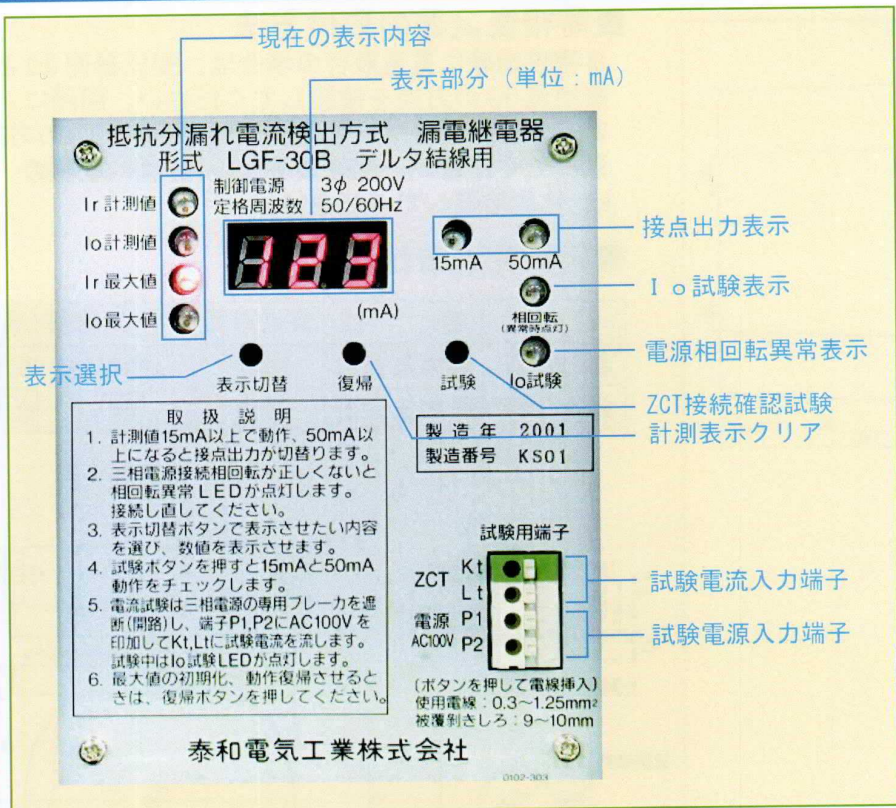 現在の表示内容
表示部分（単位：mA）
抵抗分漏れ電流検出方式　漏電継電器
形式　LGF-30B　デルタ結線用
制御電源　3φ 200V
定格周波数　50/60Hz
Ir計測値
Io計測値
Ir最大値
Io最大値
123
(mA)
15mA　50mA
接点出力表示
Ｉｏ試験表示
相回転
(異常時点灯)
電源相回転異常表示
表示選択
表示切替　復帰　試験　Io試験
ZCT接続確認試験
計測表示クリア
取扱説明
1. 計測値15mA以上で動作、50mA以
上になると接点出力が切替ります。
2. 三相電源接続相回転が正しくないと
相回転異常ＬＥＤが点灯します。
接続し直してください。
3. 表示切替ボタンで表示させたい内容
を選び、数値を表示させます。
4. 試験ボタンを押すと15mAと50mA
動作をチェックします。
5. 電流試験は三相電源の専用ブレーカを遮
断(開路)し、端子P1,P2にAC100Vを
印加してKt,Ltに試験電流を流します。
試験中はIo試験LEDが点灯します。
6. 最大値の初期化、動作復帰させると
きは、復帰ボタンを押してください。
製造年　2001
製造番号　KS01
試験用端子
ZCT
Kt
Lt
電源
AC100V
P1
P2
試験電流入力端子
試験電源入力端子
(ボタンを押して電線挿入)
使用電線：0.3〜1.25mm²
被覆剥きしろ：9〜10mm
泰和電気工業株式会社
0102-303